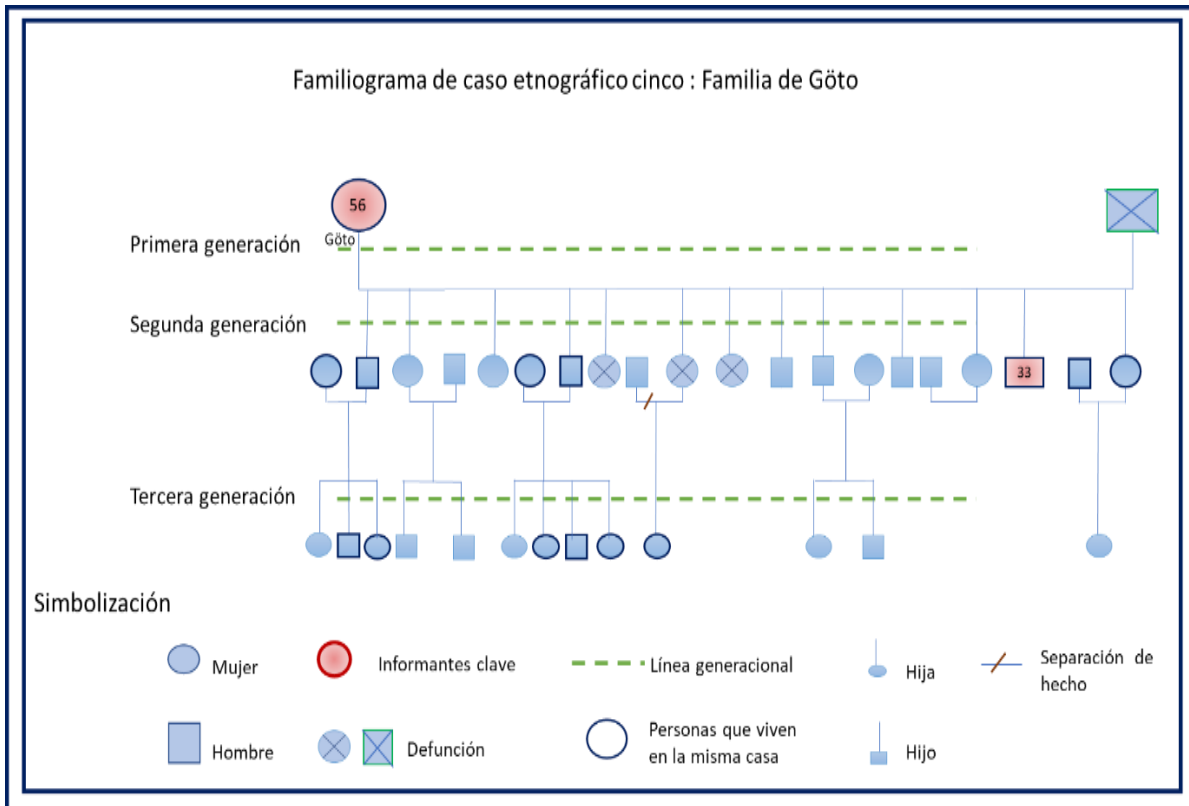 Familiograma de caso etnográfico cinco : Familia de Göto
56
Göto
Primera generación
Segunda generación
33
Tercera generación
Simbolización
Mujer
Informantes clave
Línea generacional
Hija
Separación de
hecho
Hombre
Defunción
Personas que viven
en la misma casa
Hijo